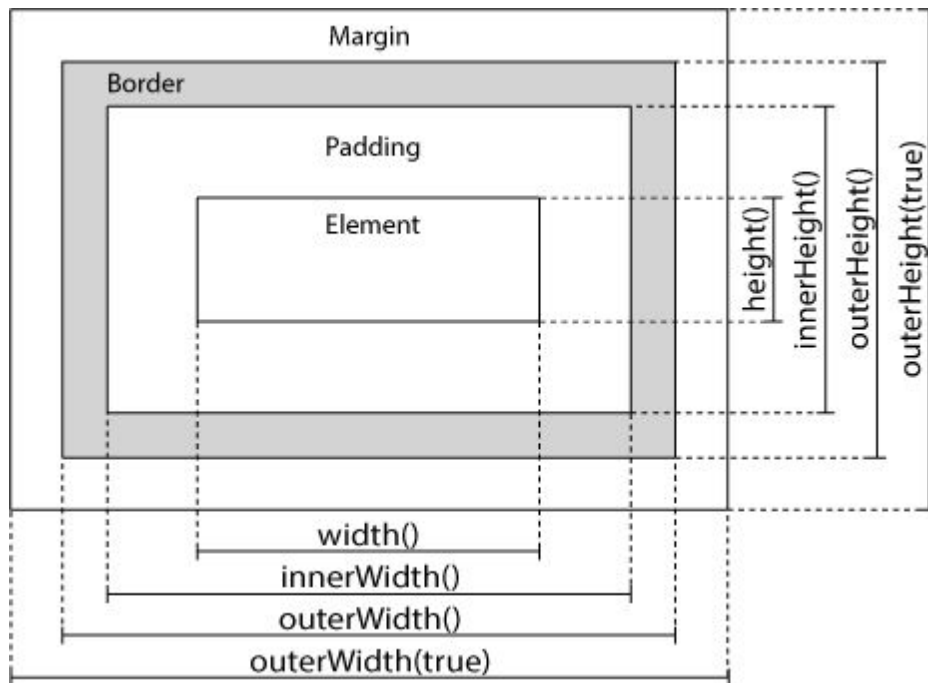 Margin
Border
Padding
Element
height()
innerHeight()
outerHeight()
outerHeight(true)
width()
innerWidth()
outerWidth()
outerWidth(true)